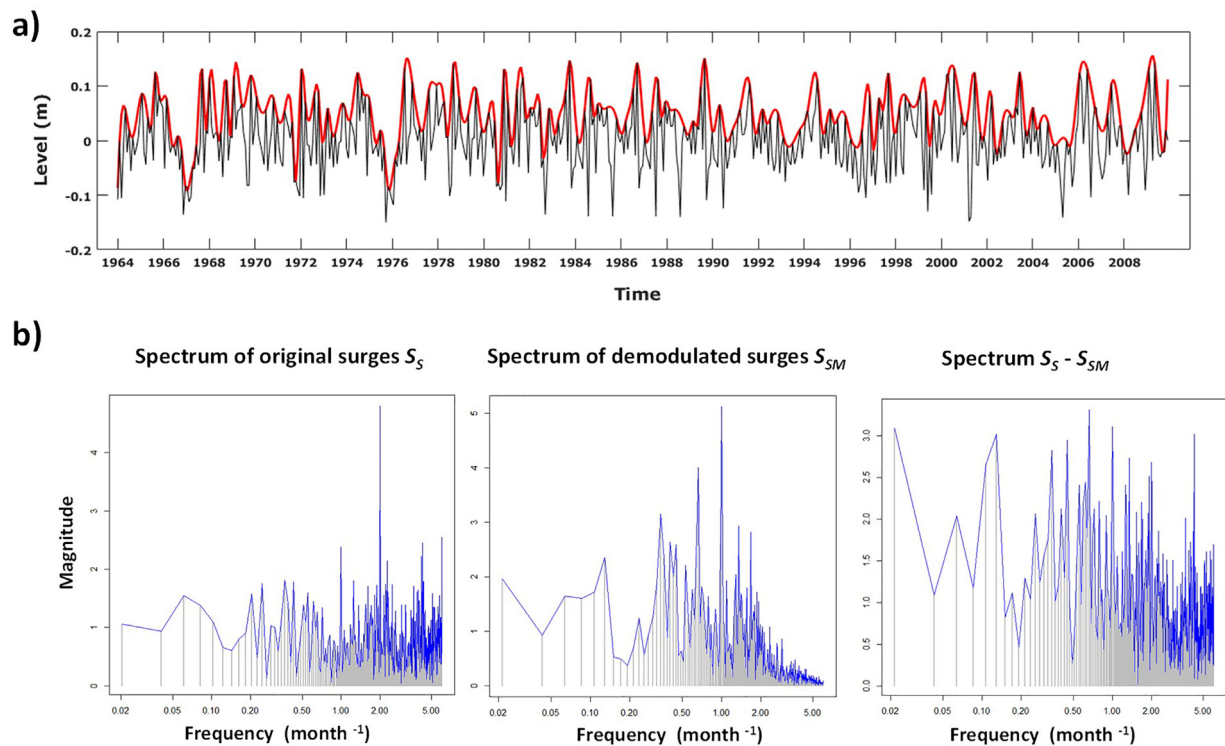 a)
0.2
0.1
0
-0.1
-0.2
Level (m)
1964 1966 1968 1970 1972 1974 1976 1978 1980 1982 1984 1986 1988 1990 1992 1994 1996 1998 2000 2002 2004 2006 2008
Time
b)
Spectrum of original surges S_S
Spectrum of demodulated surges S_SM
Spectrum S_S - S_SM
Magnitude
4
3
2
1
0
0.02 0.05 0.10 0.20 0.50 1.00 2.00 5.00
Frequency (month -1)
5
4
3
2
1
0
0.02 0.05 0.10 0.20 0.50 1.00 2.00 5.00
Frequency (month -1)
3.0
2.5
2.0
1.5
1.0
0.5
0.0
0.02 0.05 0.10 0.20 0.50 1.00 2.00 5.00
Frequency (month -1)